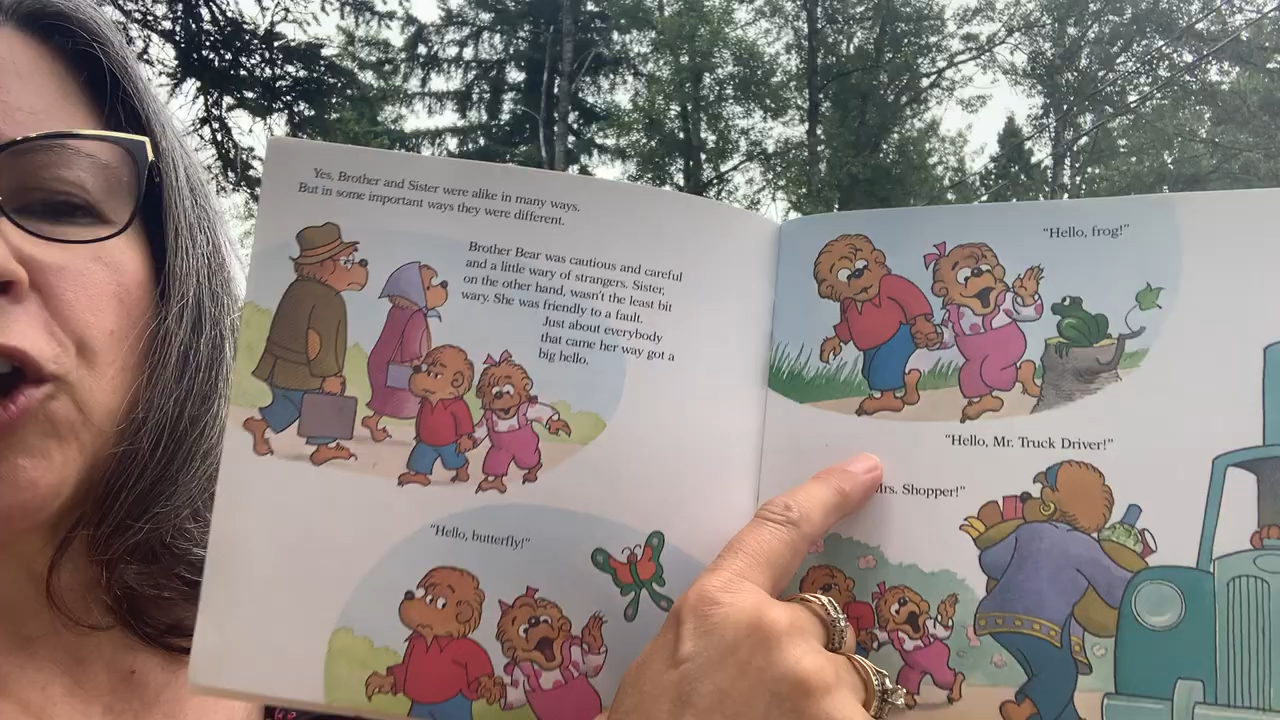 Yes, Brother and Sister were alike in many ways.
But in some important ways they were different.
Brother Bear was cautious and careful
and a little wary of strangers. Sister,
on the other hand, wasn't the least bit
wary. She was friendly to a fault.
Just about everybody
that came her way got a
big hello.
"Hello, butterfly!"
"Hello, frog!"
"Hello, Mr. Truck Driver!"
Mrs. Shopper!"